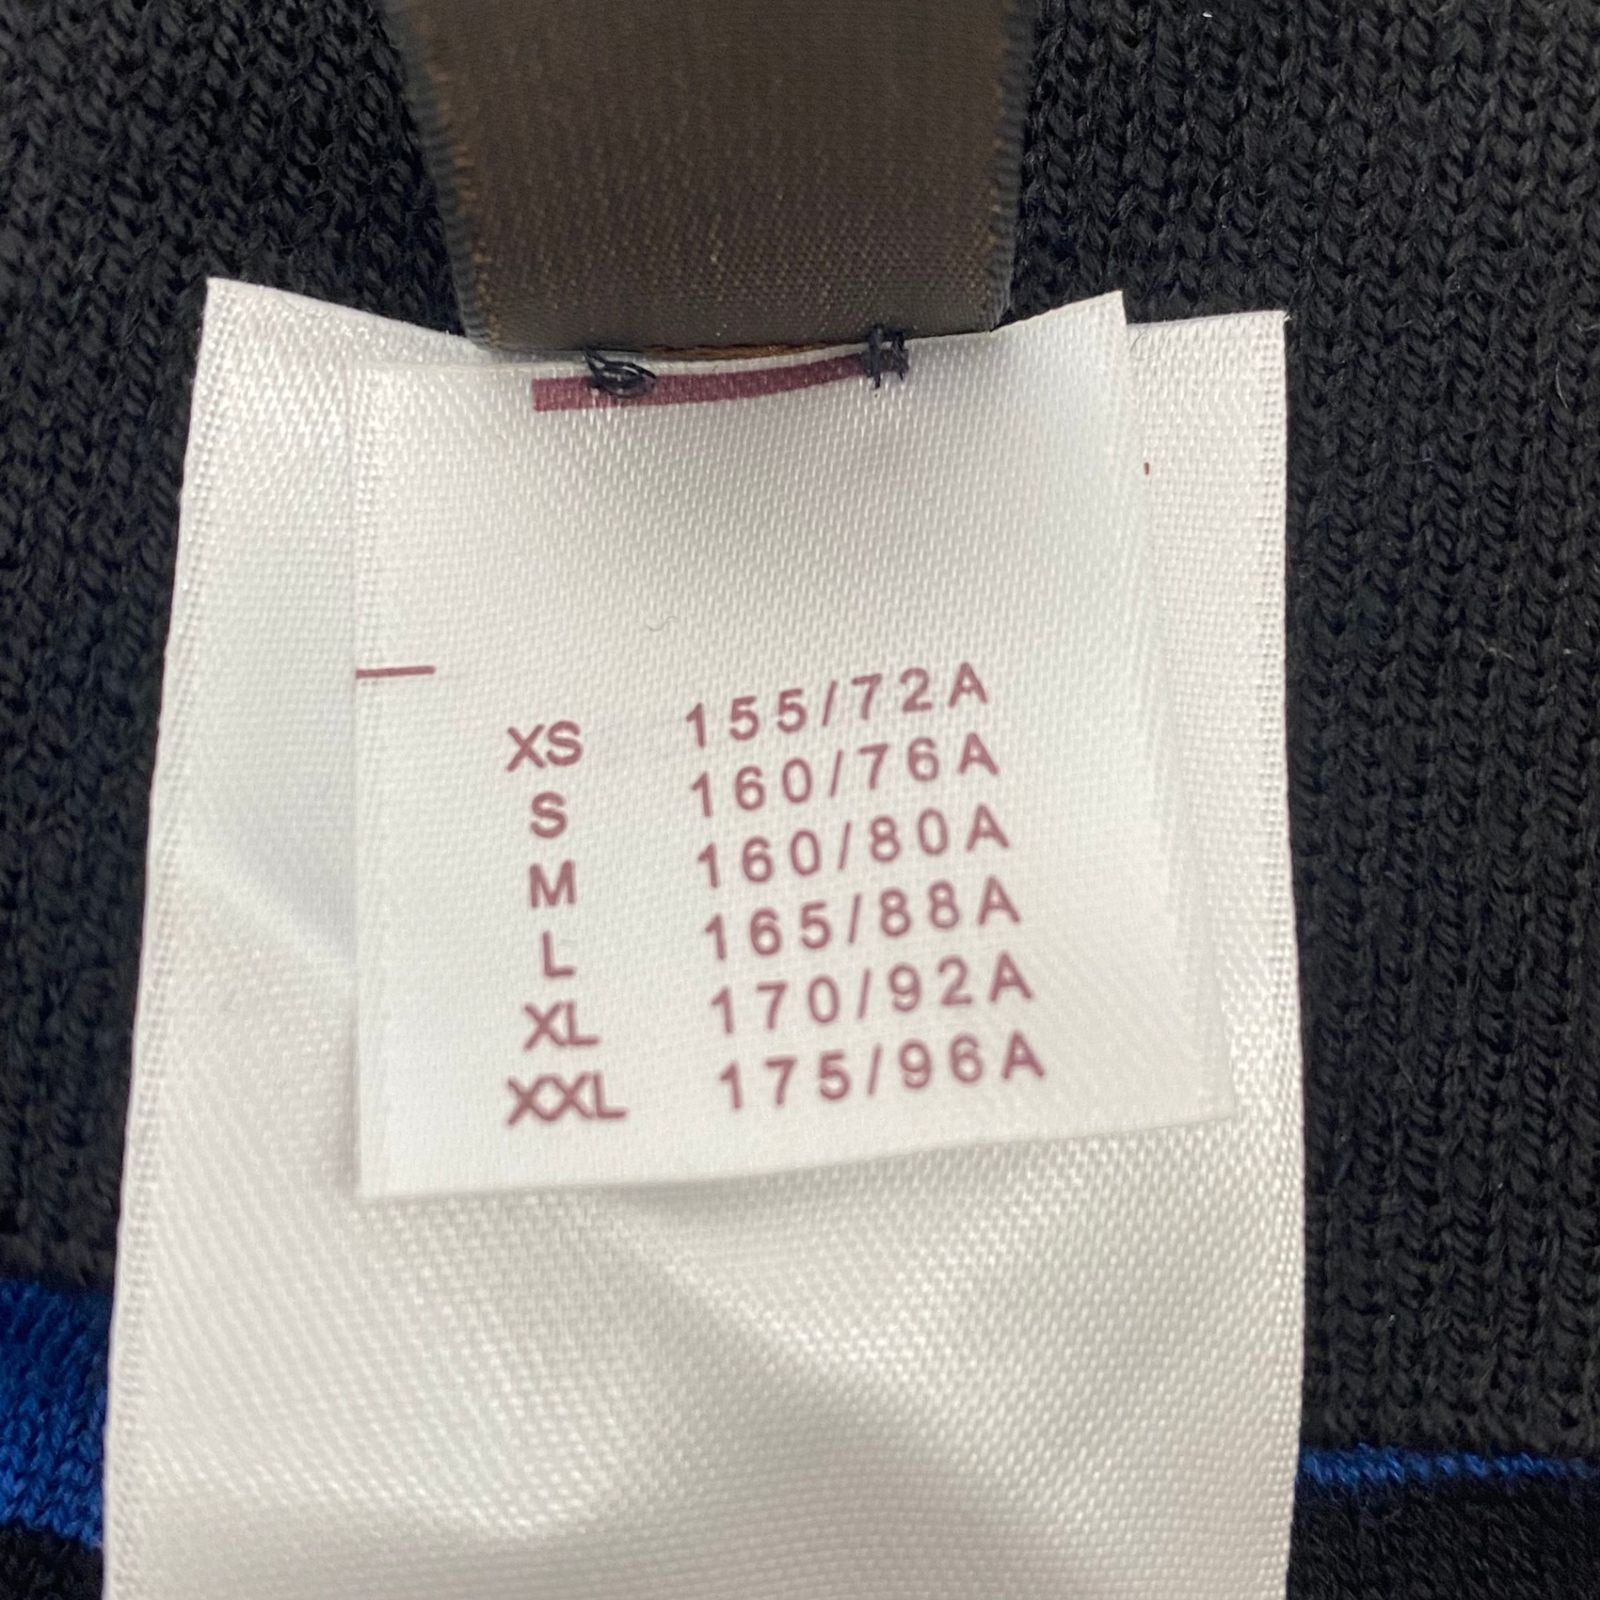 XS 155/72A
S 160/76A
M 160/80A
L 165/88A
XL 170/92A
XXL 175/96A